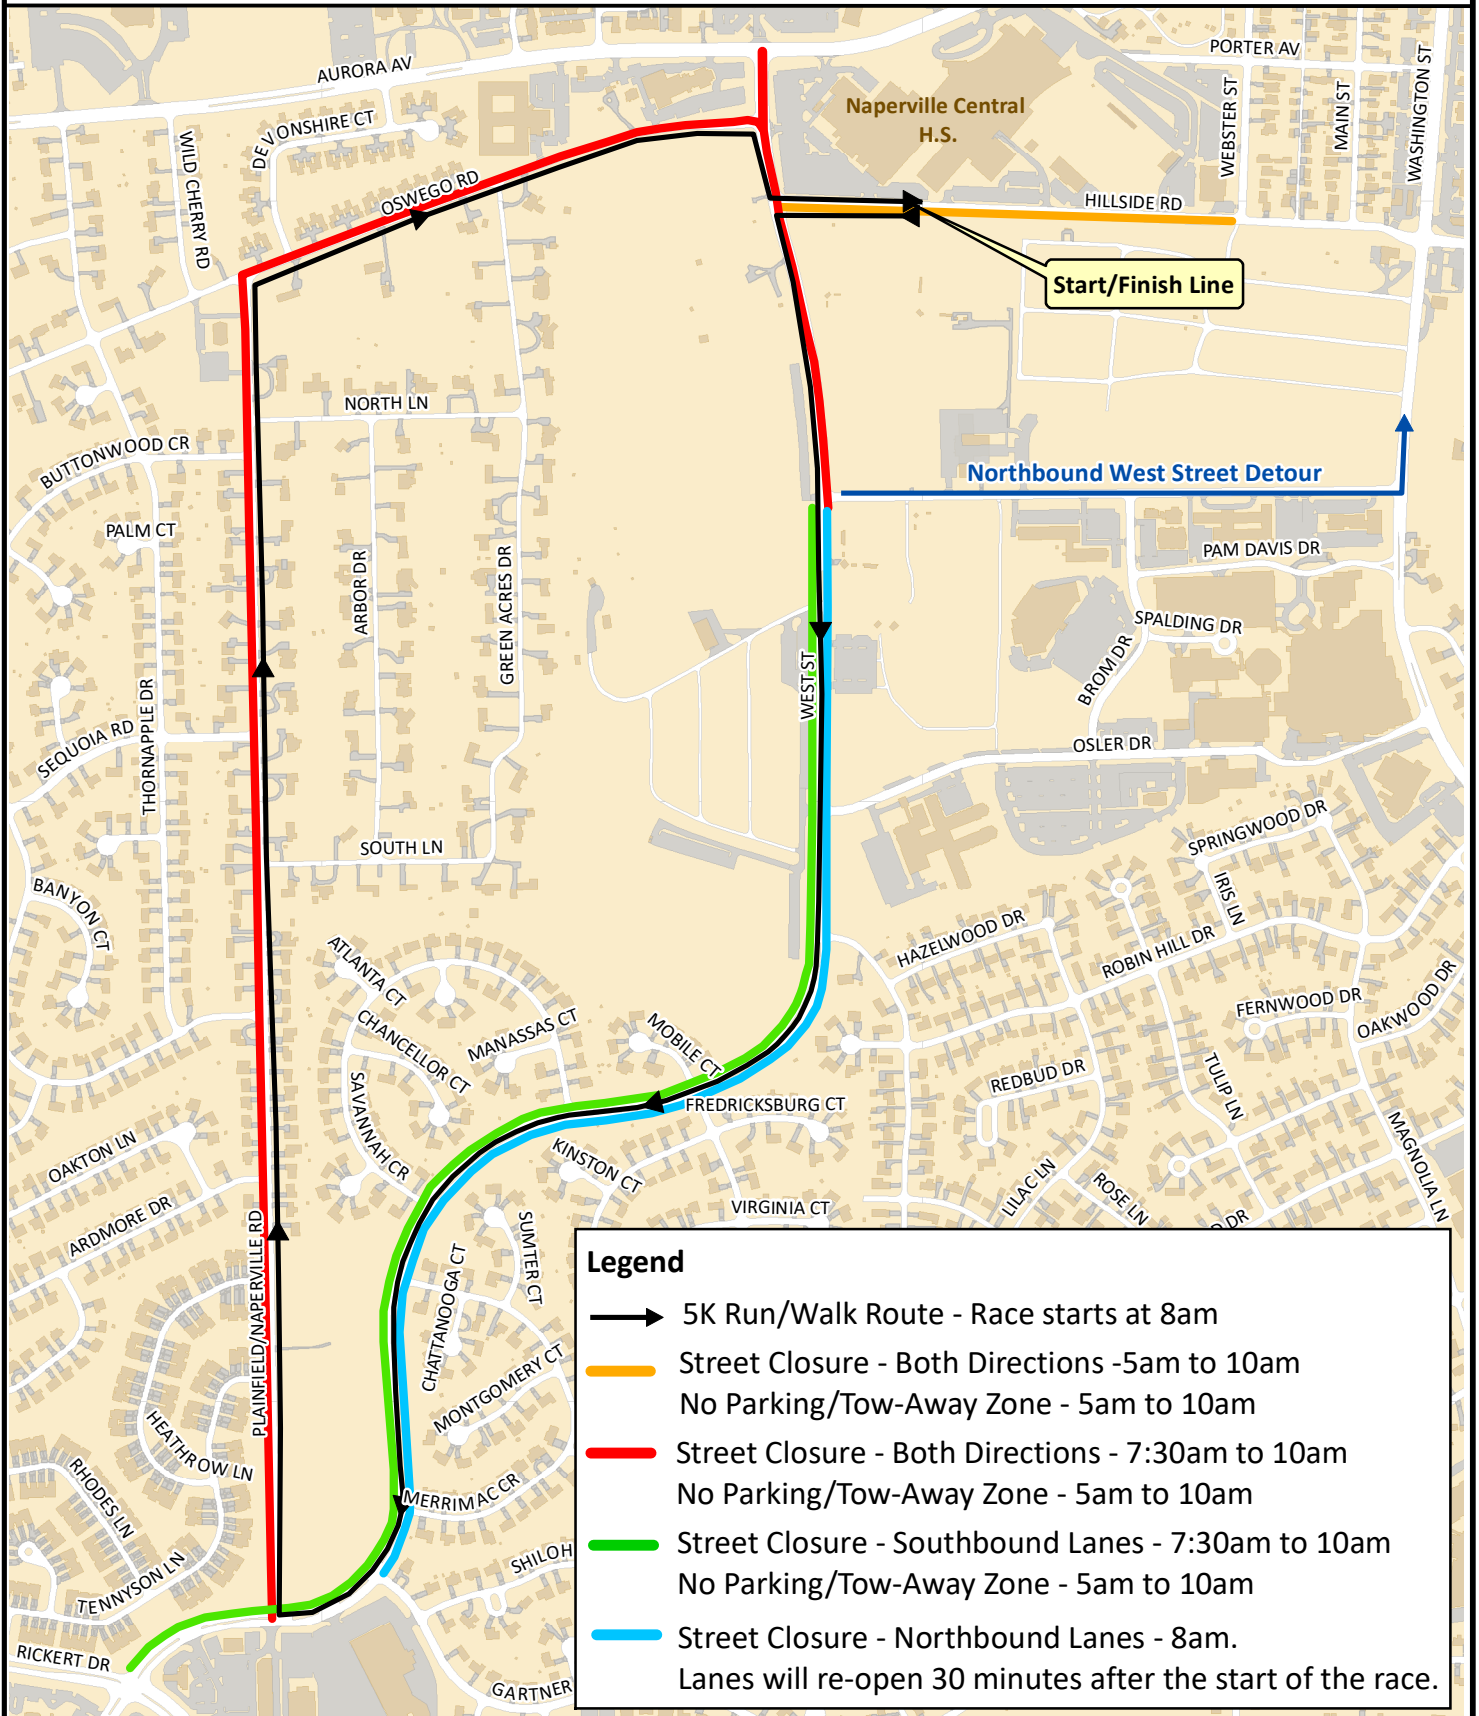 PORTER AV
AURORA AV
WASHINGTON ST
WEBSTER ST
MAIN ST
Naperville Central
H.S.
DEVONSHIRE CT
WILD CHERRY RD
OSWEGO RD
HILLSIDE RD
Start/Finish Line
NORTH LN
BUTTONWOOD CR
Northbound West Street Detour
PALM CT
PAM DAVIS DR
ARBOR DR
GREEN ACRES DR
SPALDING DR
BROM DR
WEST ST
THORNAPPLE DR
SEQUOIA RD
OSLER DR
SPRINGWOOD DR
SOUTH LN
IRIS LN
BANYON CT
HAZELWOOD DR
ROBIN HILL DR
ATLANTA CT
FERNWOOD DR
OAKWOOD DR
CHANCELLOR CT
MANASSAS CT
MOBILE CT
REDBUD DR
TULIP LN
SAVANNAH CR
FREDRICKSBURG CT
MAGNOLIA LN
OAKTON LN
KINSTON CT
LILAC LN
ROSE LN
ARDMORE DR
VIRGINIA CT
D DR
PLAINFIELD/NAPERVILLE RD
SUMTER CT
CHATTANOOGA CT
MONTGOMERY CT
HEATHROW LN
RHODES LN
MERRIMAC CR
SHILOH
TENNYSON LN
RICKERT DR
GARTNER
Legend
5K Run/Walk Route - Race starts at 8am
Street Closure - Both Directions -5am to 10am
No Parking/Tow-Away Zone - 5am to 10am
Street Closure - Both Directions - 7:30am to 10am
No Parking/Tow-Away Zone - 5am to 10am
Street Closure - Southbound Lanes - 7:30am to 10am
No Parking/Tow-Away Zone - 5am to 10am
Street Closure - Northbound Lanes - 8am.
Lanes will re-open 30 minutes after the start of the race.